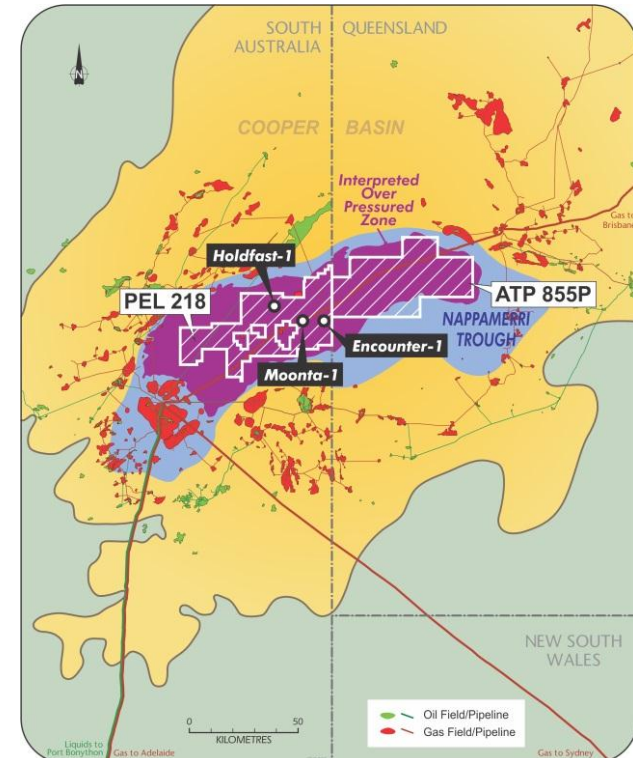 SOUTH
AUSTRALIA
QUEENSLAND
N
COOPER BASIN
Interpreted
Over
Pressured
Zone
Gas to
Brisbane
Holdfast-1
PEL 218
ATP 855P
NAPPAMERRI
TROUGH
Encounter-1
Moonta-1
NEW SOUTH
WALES
Oil Field/Pipeline
Gas Field/Pipeline
0 50
KILOMETRES
Liquids to
Port Bonython
Gas to Adelaide
Gas to Sydney